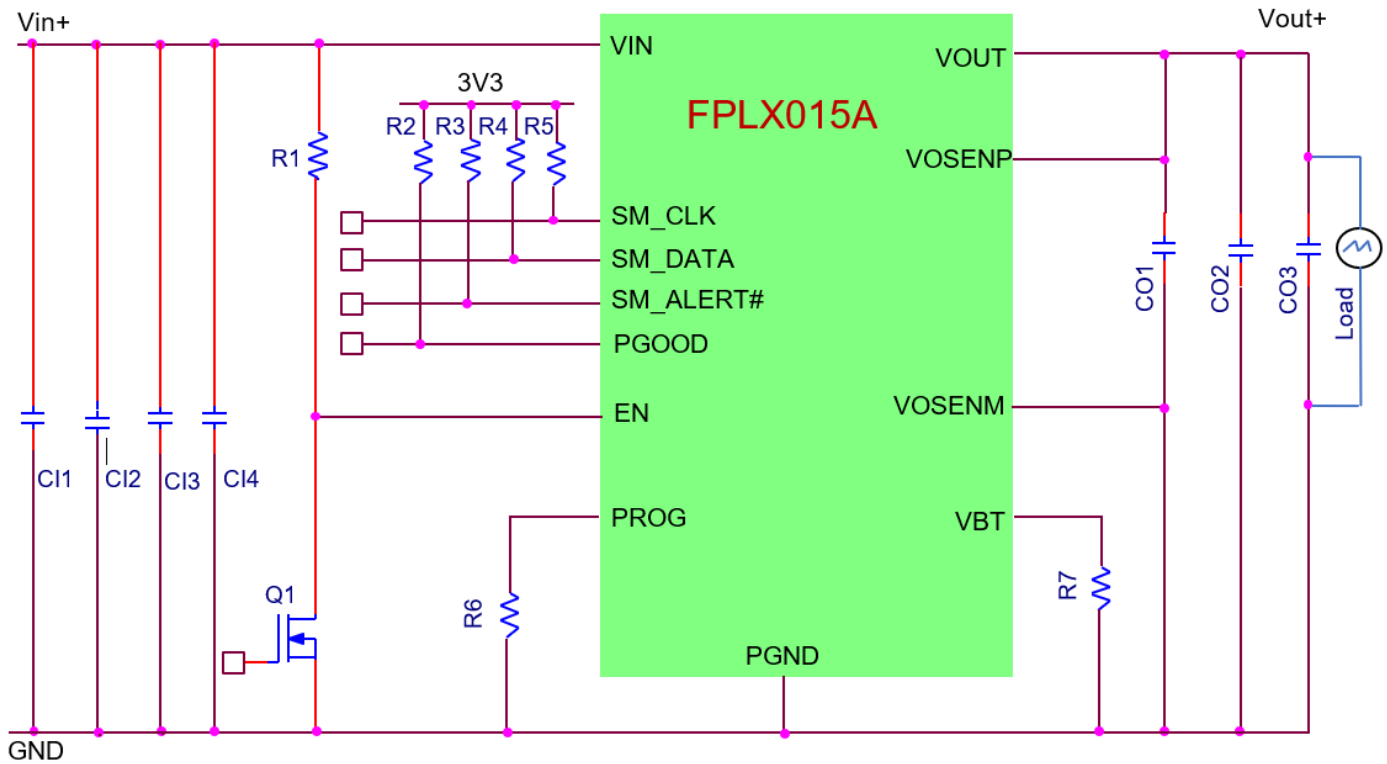 Vin+
Vout+
VIN
VOUT
3V3
FPLX015A
R2 R3 R4 R5
R1
VOSENP
SM_CLK
SM_DATA
SM_ALERT#
PGOOD
CO1
CO2
CO3
Load
EN
VOSENM
CI1
CI2
CI3
CI4
PROG
VBT
Q1
R6
R7
PGND
GND